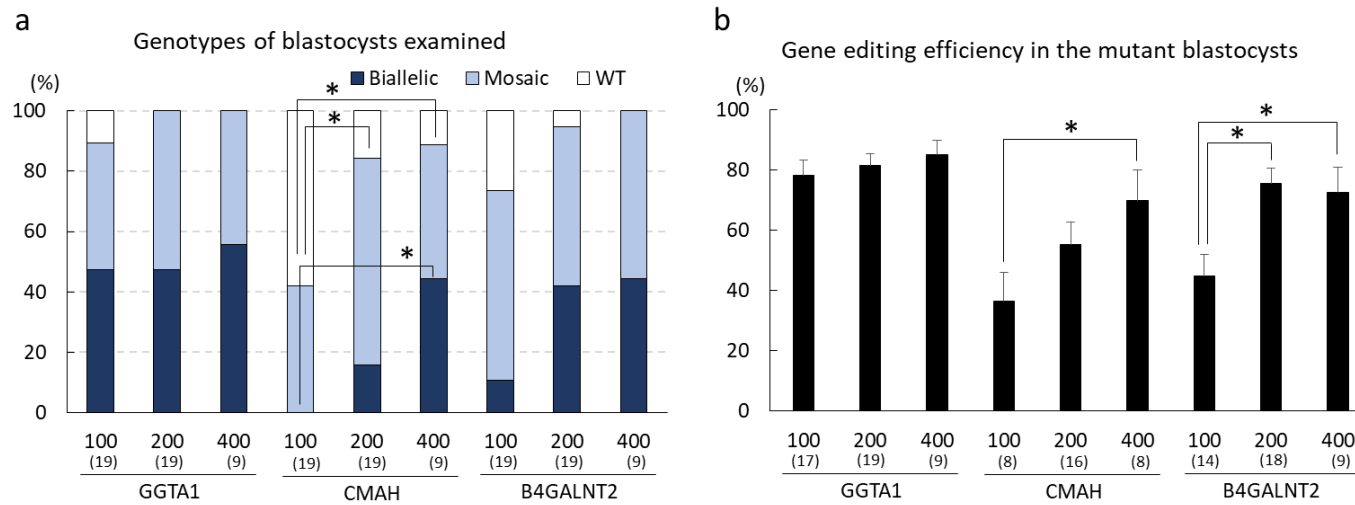 a
Genotypes of blastocysts examined
(%)
Biallelic Mosaic WT
100
80
60
40
20
0
* * *
100 200 400 100 200 400 100 200 400
(19) (19) (9) (19) (19) (9) (19) (19) (9)
GGTA1 CMAH B4GALNT2
b
Gene editing efficiency in the mutant blastocysts
(%)
100
80
60
40
20
0
* * *
100 200 400 100 200 400 100 200 400
(17) (19) (9) (8) (16) (8) (14) (18) (9)
GGTA1 CMAH B4GALNT2